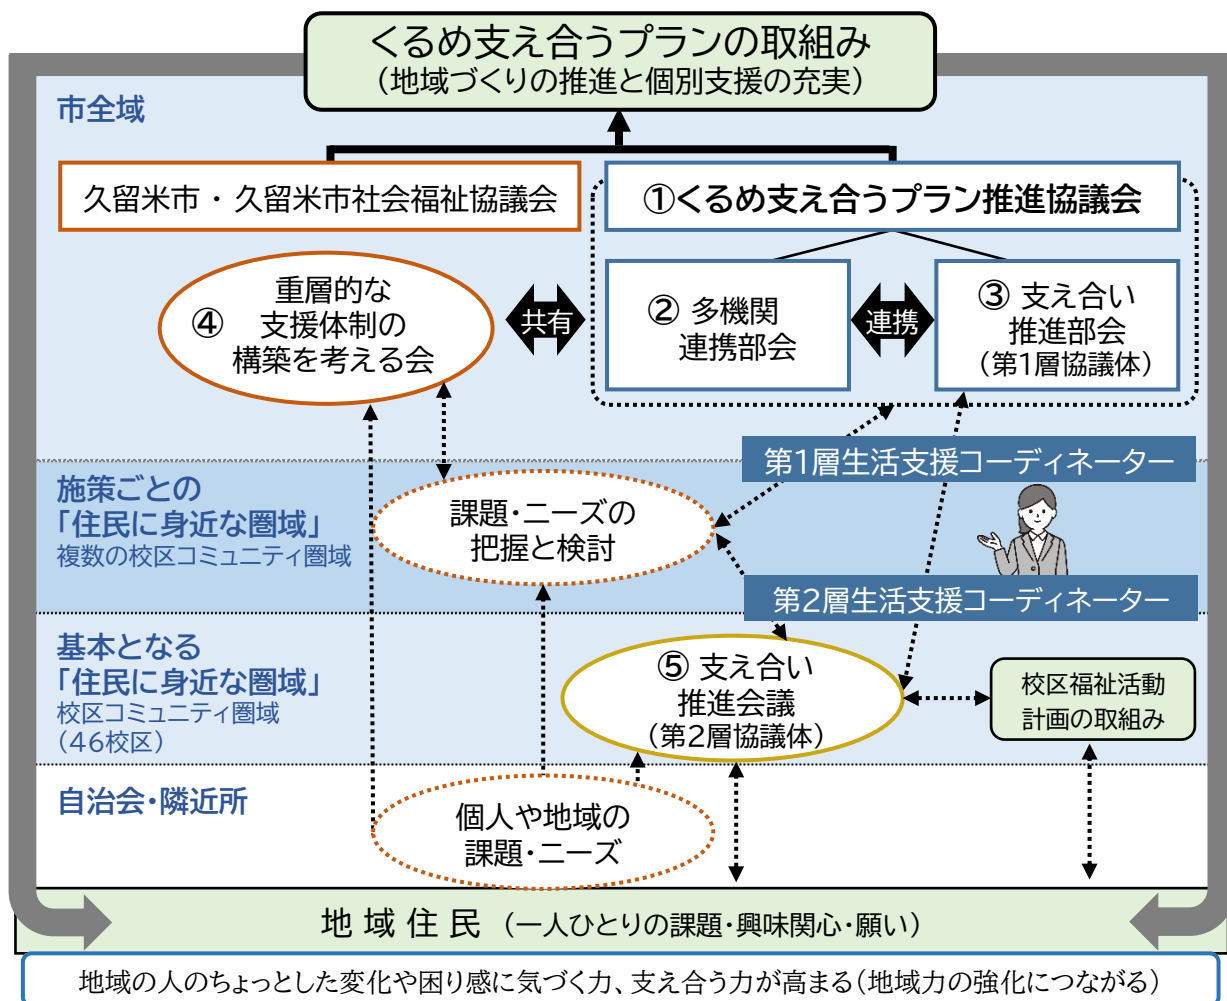 くるめ支え合うプランの取組み
（地域づくりの推進と個別支援の充実）
市全域
久留米市・久留米市社会福祉協議会
①くるめ支え合うプラン推進協議会
④
重層的な
支援体制の
構築を考える会
共有
② 多機関
連携部会
連携
③ 支え合い
推進部会
（第1層協議体）
第1層生活支援コーディネーター
施策ごとの
「住民に身近な圏域」
複数の校区コミュニティ圏域
課題・ニーズの
把握と検討
第2層生活支援コーディネーター
基本となる
「住民に身近な圏域」
校区コミュニティ圏域
（46校区）
⑤ 支え合い
推進会議
（第2層協議体）
校区福祉活動
計画の取組み
自治会・隣近所
個人や地域の
課題・ニーズ
地域住民（一人ひとりの課題・興味関心・願い）
地域の人のちょっとした変化や困り感に気づく力、支え合う力が高まる（地域力の強化につながる）